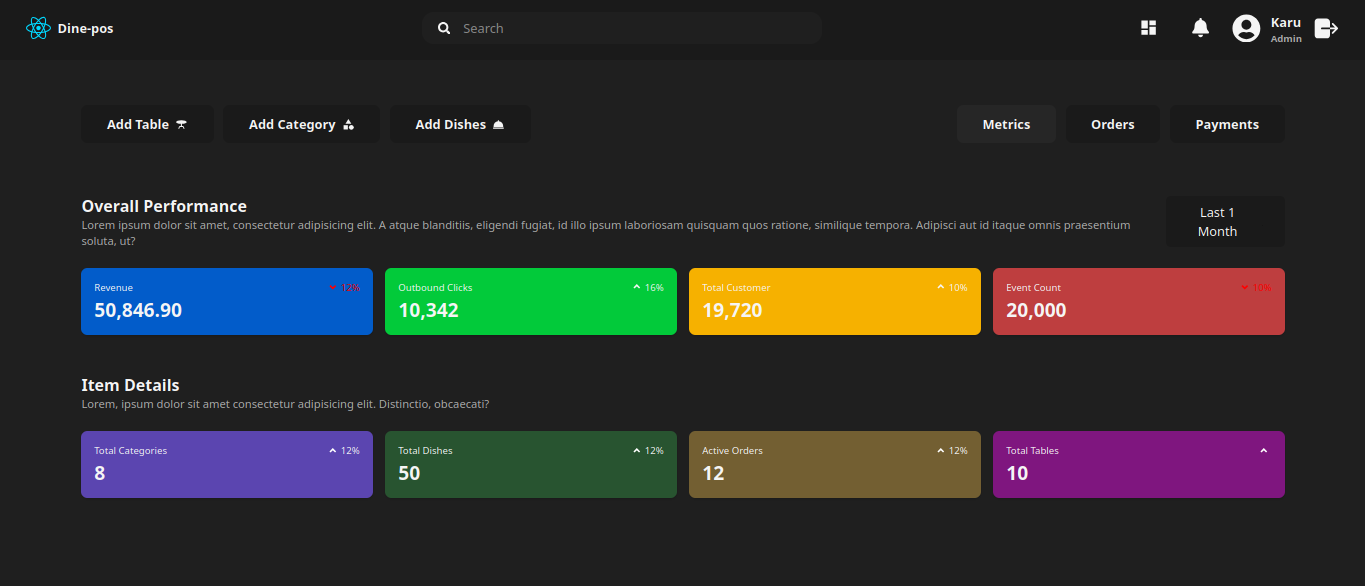 Dine-pos
Search
Karu
Admin
Add Table
Add Category
Add Dishes
Metrics
Orders
Payments
Overall Performance
Lorem ipsum dolor sit amet, consectetur adipisicing elit. A atque blanditiis, eligendi fugiat, id illo ipsum laboriosam quisquam quos ratione, similique tempora. Adipisci aut id itaque omnis praesentium
soluta, ut?
Last 1
Month
Revenue
12%
50,846.90
Outbound Clicks
16%
10,342
Total Customer
10%
19,720
Event Count
10%
20,000
Item Details
Lorem, ipsum dolor sit amet consectetur adipisicing elit. Distinctio, obcaecati?
Total Categories
12%
8
Total Dishes
12%
50
Active Orders
12%
12
Total Tables
10